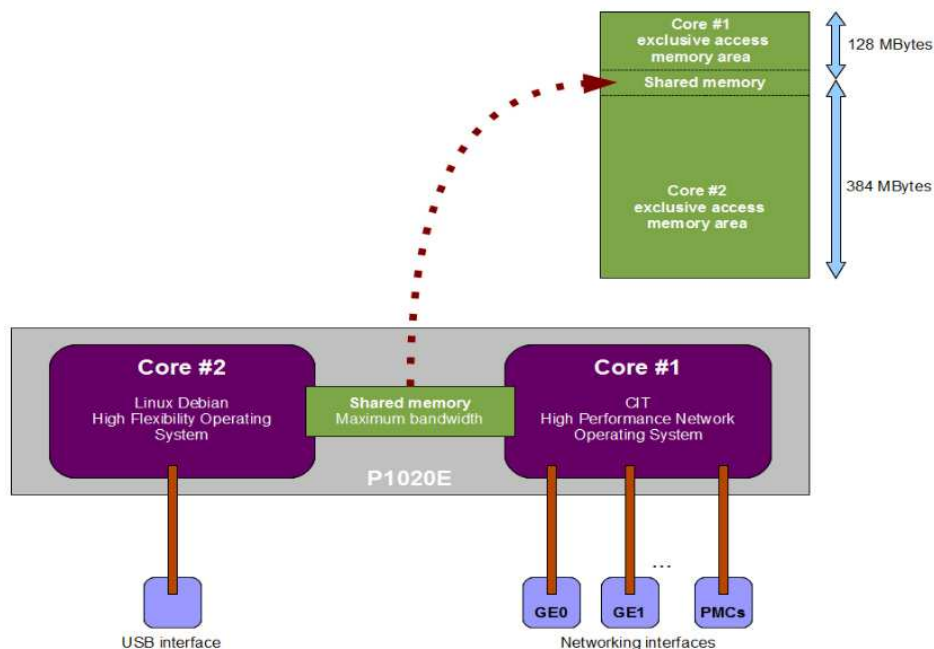 Core #1
exclusive access
memory area
128 MBytes
Shared memory
Core #2
exclusive access
memory area
384 MBytes
Core #2
Linux Debian
High Flexibility Operating
System
Shared memory
Maximum bandwidth
Core #1
CIT
High Performance Network
Operating System
P1020E
...
GE0
GE1
PMCs
USB interface
Networking interfaces